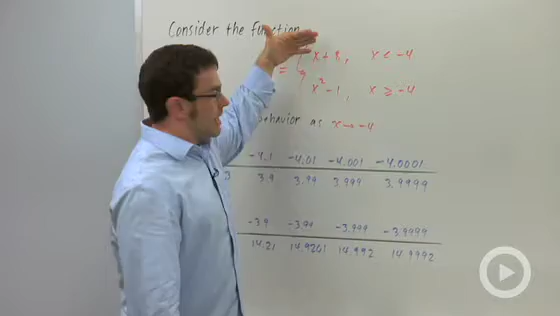 Consider the function
= { x + 8, x < -4
x² - 1, x ≥ -4
behavior as x → -4
-4.1 -4.01 -4.001 -4.0001
3 3.9 3.99 3.999 3.9999
-3.9 -3.99 -3.999 -3.9999
14.21 14.9201 14.992 14.9992